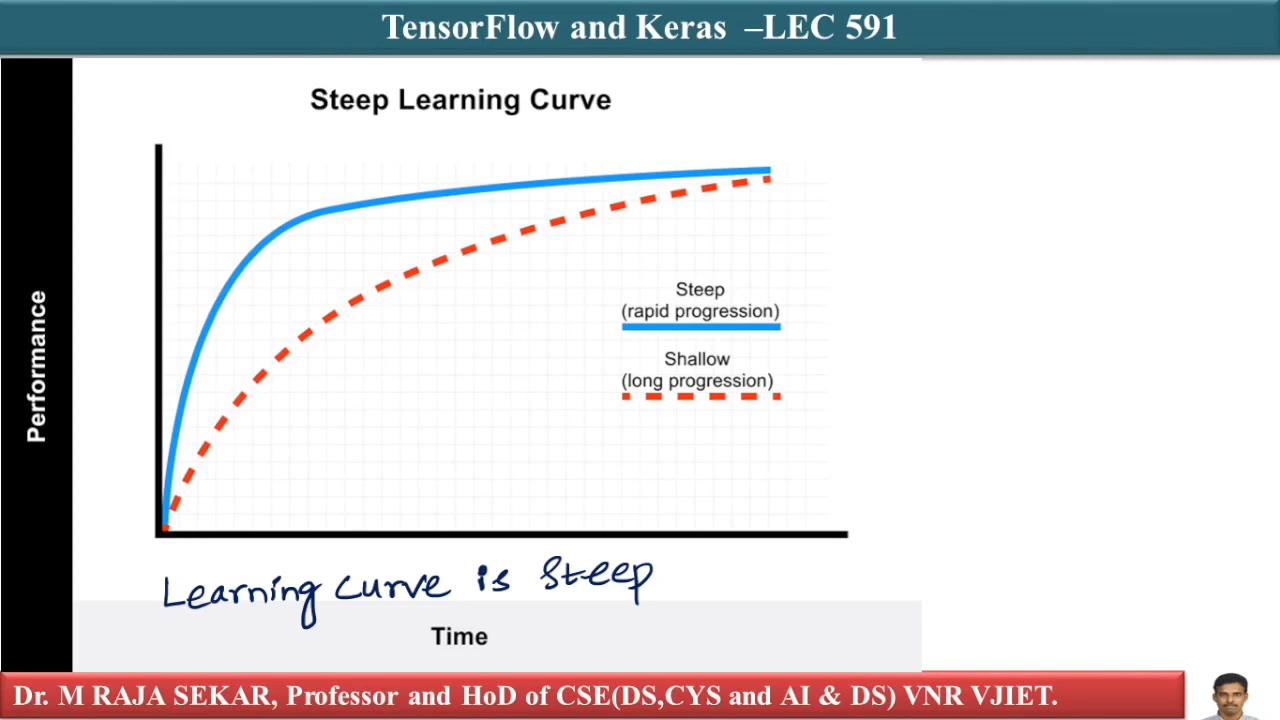 TensorFlow and Keras –LEC 591
Steep Learning Curve
Performance
Steep
(rapid progression)
Shallow
(long progression)
Learning curve is steep
Time
Dr. M RAJA SEKAR, Professor and HoD of CSE(DS,CYS and AI & DS) VNR VJIET.